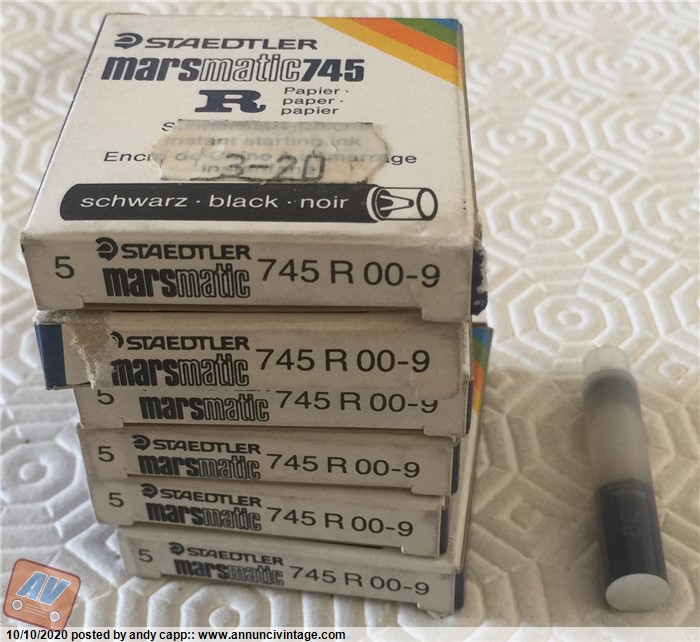 STAEDTLER
marsmatic745
R
Papier ·
paper ·
papier
instant starting ink
Encre
3-20
schwarz · black · noir
5 STAEDTLER
marsmatic 745 R 00-9
STAEDTLER
marsmatic 745 R 00-9
5 marsmatic 745 R 00-9
5 STAEDTLER
marsmatic 745 R 00-9
5 STAEDTLER
marsmatic 745 R 00-9
5 STAEDTLER
marsmatic 745 R 00-9
AV
10/10/2020 posted by andy capp:: www.annuncivintage.com